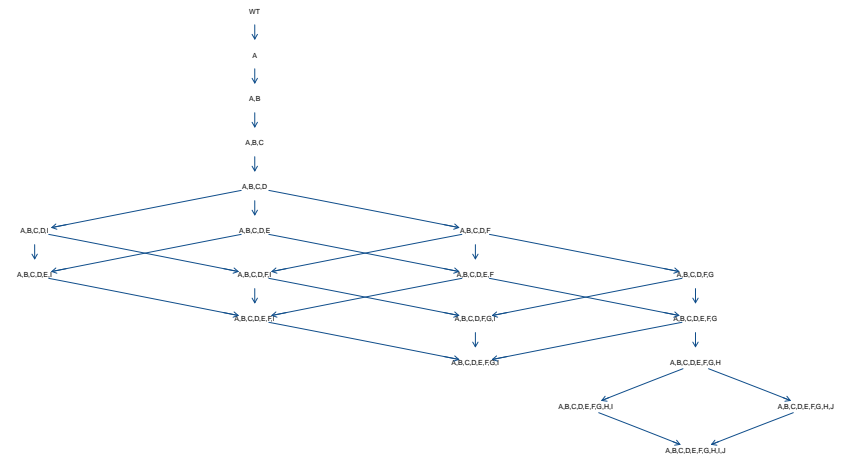 WT
A
A,B
A,B,C
A,B,C,D
A,B,C,D,I
A,B,C,D,E
A,B,C,D,F
A,B,C,D,E,I
A,B,C,D,F,I
A,B,C,D,E,F
A,B,C,D,F,G
A,B,C,D,E,F,I
A,B,C,D,F,G,I
A,B,C,D,E,F,G
A,B,C,D,E,F,G,I
A,B,C,D,E,F,G,H
A,B,C,D,E,F,G,H,I
A,B,C,D,E,F,G,H,J
A,B,C,D,E,F,G,H,I,J